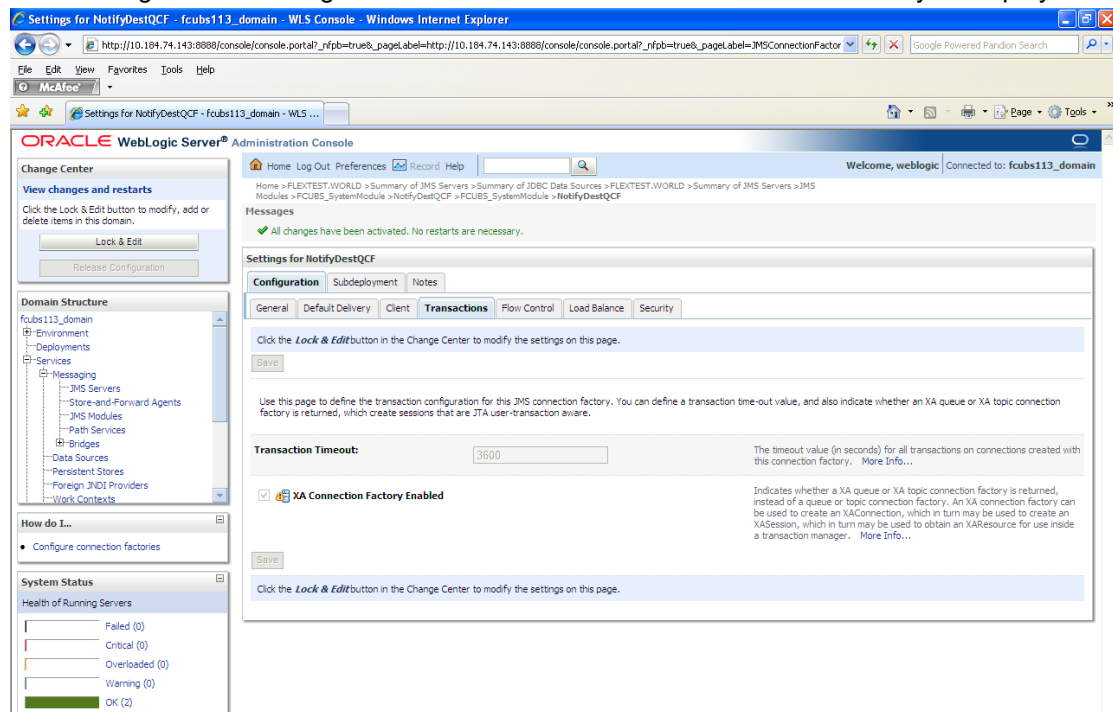 Settings for NotifyDestQCF - fcubs113_domain - WLS Console - Windows Internet Explorer
http://10.184.74.143:8888/console/console.portal?_nfpb=true&_pageLabel=http://10.184.74.143:8888/console/console.portal?_nfpb=true&_pageLabel=JMSConnectionFactor
Google Powered Pandion Search
File Edit View Favorites Tools Help
McAfee
Settings for NotifyDestQCF - fcubs113_domain - WLS ...
Page Tools
ORACLE WebLogic Server® Administration Console
Change Center
View changes and restarts
Click the Lock & Edit button to modify, add or
delete items in this domain.
Lock & Edit
Release Configuration
Domain Structure
fcubs113_domain
Environment
Deployments
Services
Messaging
JMS Servers
Store-and-Forward Agents
JMS Modules
Path Services
Bridges
Data Sources
Persistent Stores
Foreign JNDI Providers
Work Contexts
How do I...
Configure connection factories
System Status
Health of Running Servers
Failed (0)
Critical (0)
Overloaded (0)
Warning (0)
OK (2)
Home Log Out Preferences Record Help
Welcome, weblogic Connected to: fcubs113_domain
Home >FLEXTEST.WORLD >Summary of JMS Servers >Summary of JDBC Data Sources >FLEXTEST.WORLD >Summary of JMS Servers >JMS
Modules >FCUBS_SystemModule >NotifyDestQCF >FCUBS_SystemModule >NotifyDestQCF
Messages
All changes have been activated. No restarts are necessary.
Settings for NotifyDestQCF
Configuration Subdeployment Notes
General Default Delivery Client Transactions Flow Control Load Balance Security
Click the Lock & Edit button in the Change Center to modify the settings on this page.
Save
Use this page to define the transaction configuration for this JMS connection factory. You can define a transaction time-out value, and also indicate whether an XA queue or XA topic connection
factory is returned, which create sessions that are JTA user-transaction aware.
Transaction Timeout:
3600
The timeout value (in seconds) for all transactions on connections created with
this connection factory. More Info...
XA Connection Factory Enabled
Indicates whether a XA queue or XA topic connection factory is returned,
instead of a queue or topic connection factory. An XA connection factory can
be used to create an XAConnection, which in turn may be used to create an
XASession, which in turn may be used to obtain an XAResource for use inside
a transaction manager. More Info...
Save
Click the Lock & Edit button in the Change Center to modify the settings on this page.